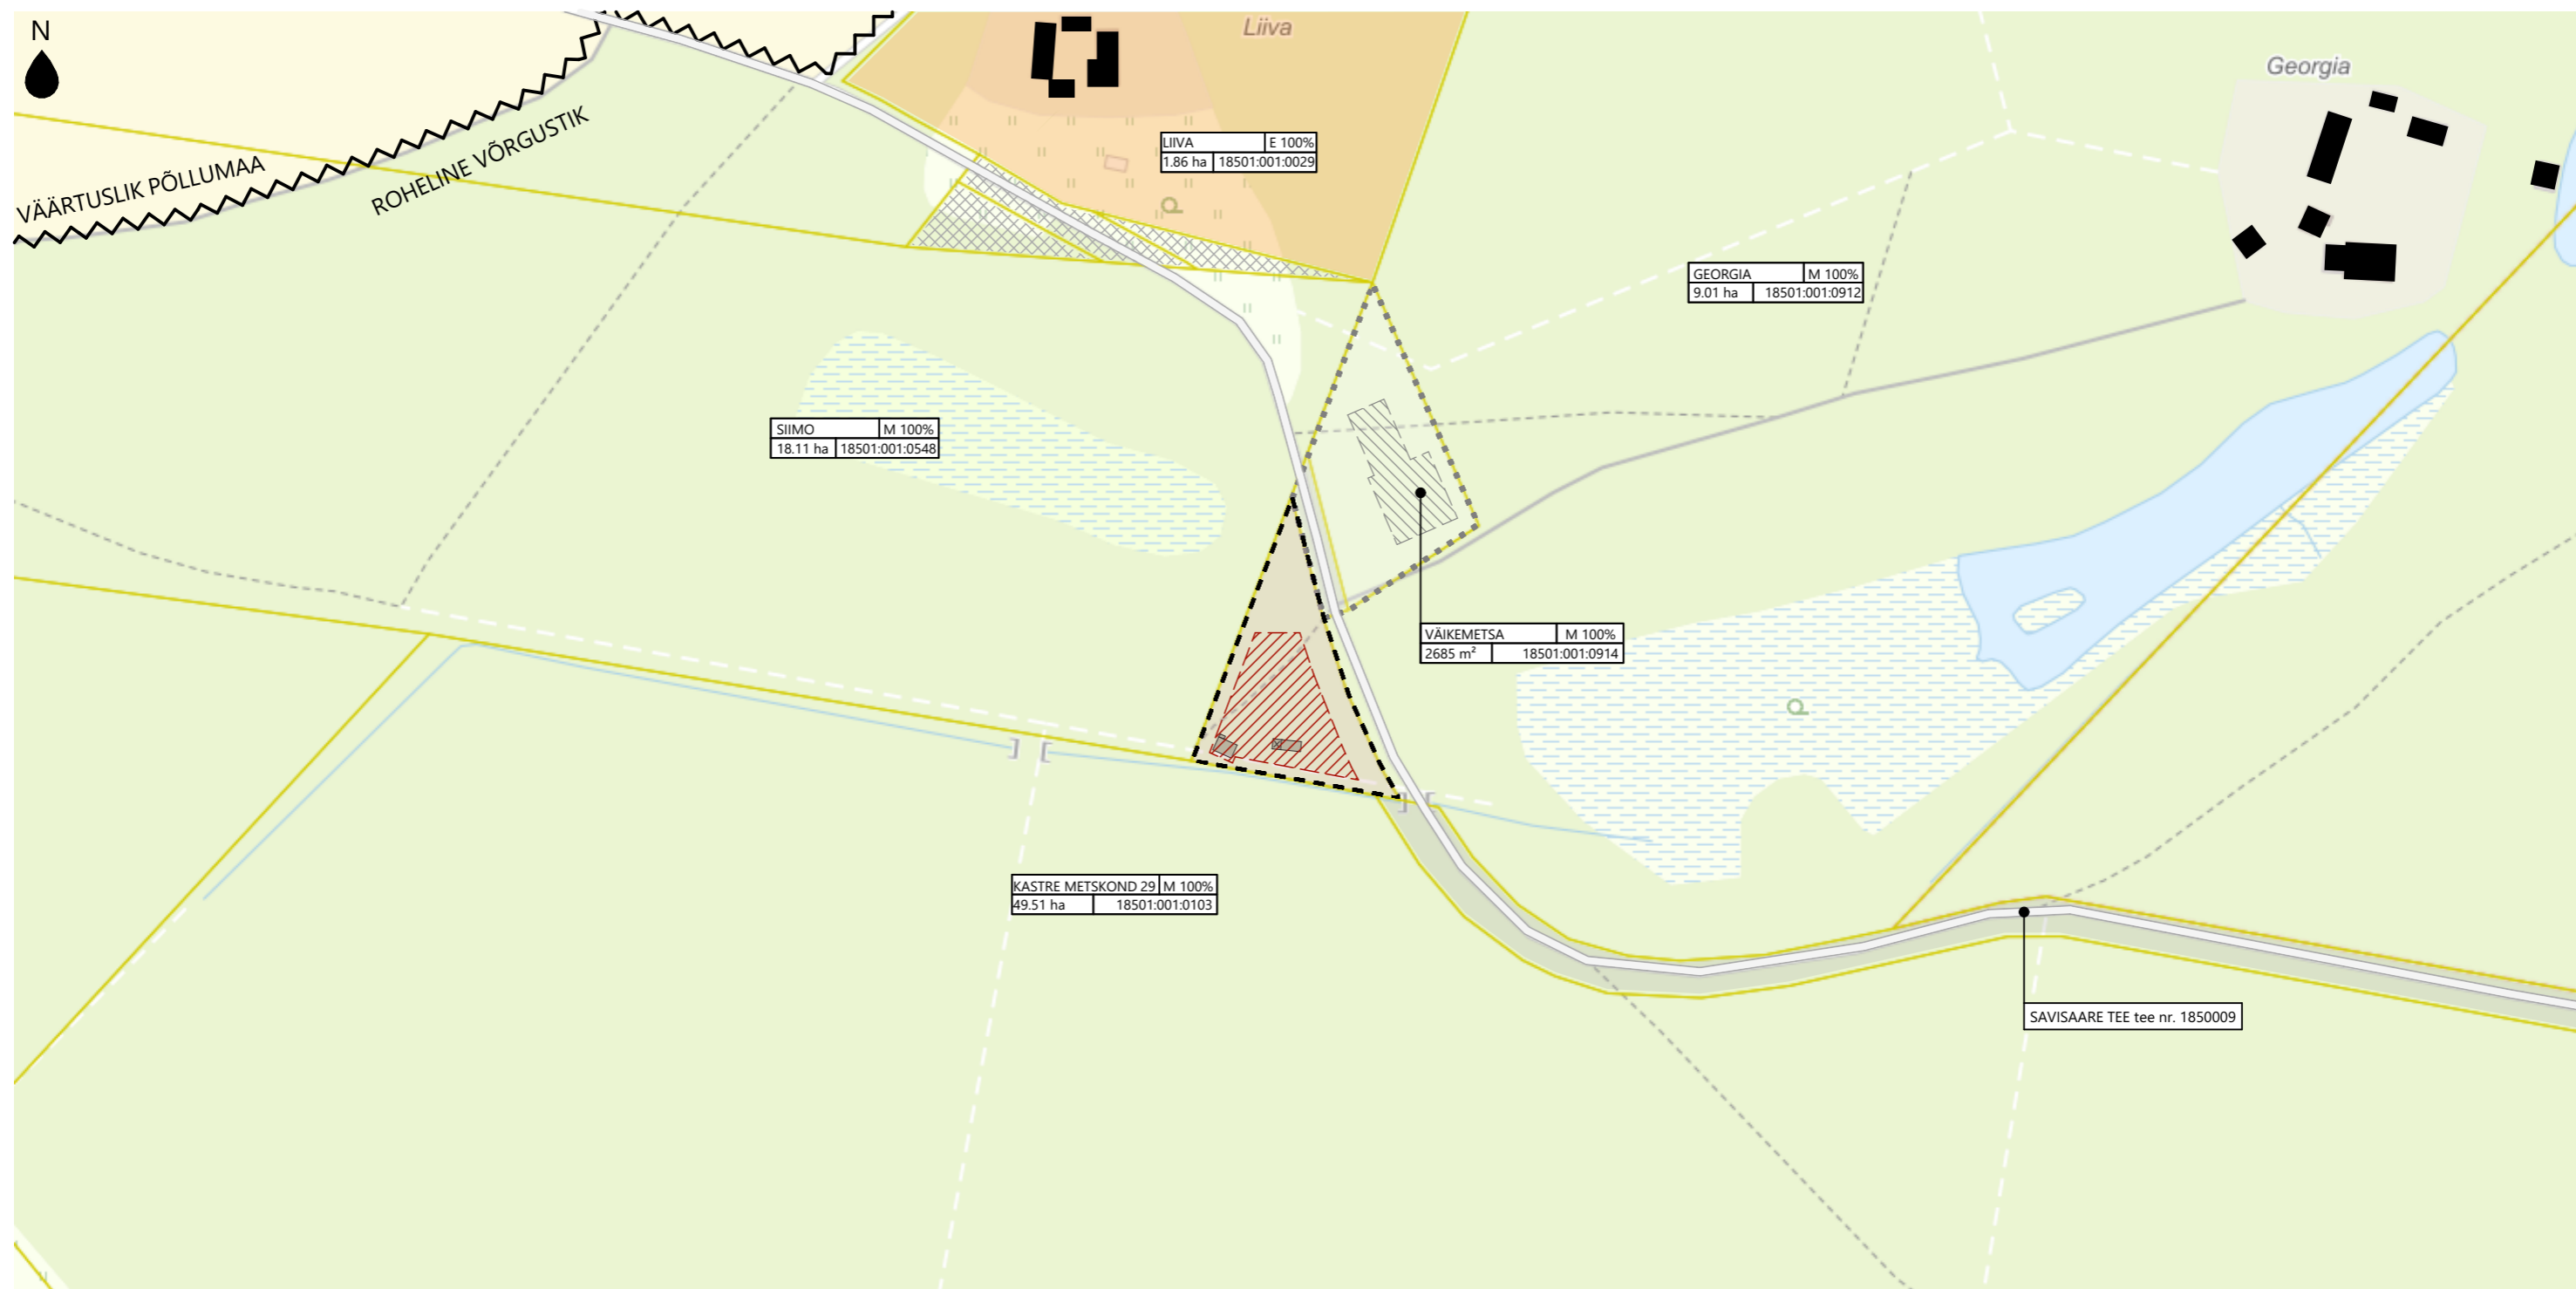 N
Liiva
Georgia
VÄÄRTUSLIK PÕLLUMAA
ROHELINE VÕRGUSTIK
LIIVA E 100%
1.86 ha 18501:001:0029
GEORGIA M 100%
9.01 ha 18501:001:0912
SIIMO M 100%
18.11 ha 18501:001:0548
VÄIKEMETSA M 100%
2685 m² 18501:001:0914
KASTRE METSKOND 29 M 100%
49.51 ha 18501:001:0103
SAVISAARE TEE tee nr. 1850009